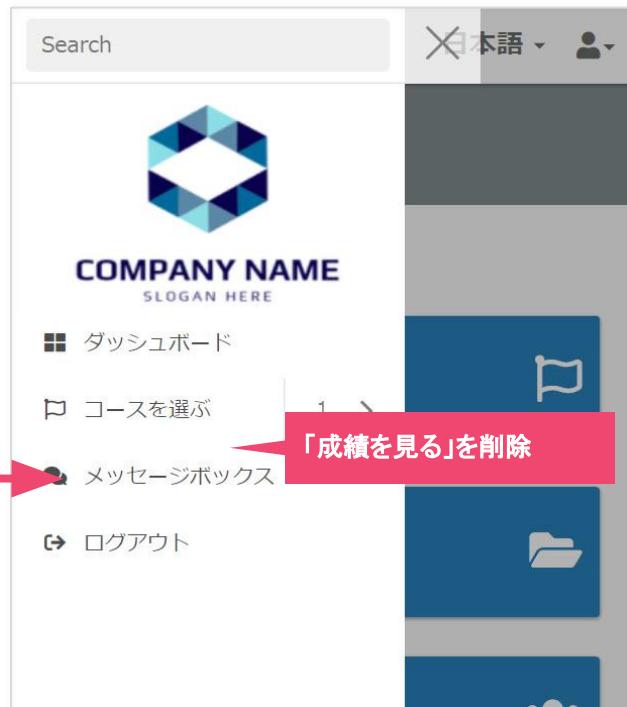 Search
日本語
COMPANY NAME
SLOGAN HERE
ダッシュボード
コースを選ぶ
1
「成績を見る」を削除
メッセージボックス
ログアウト